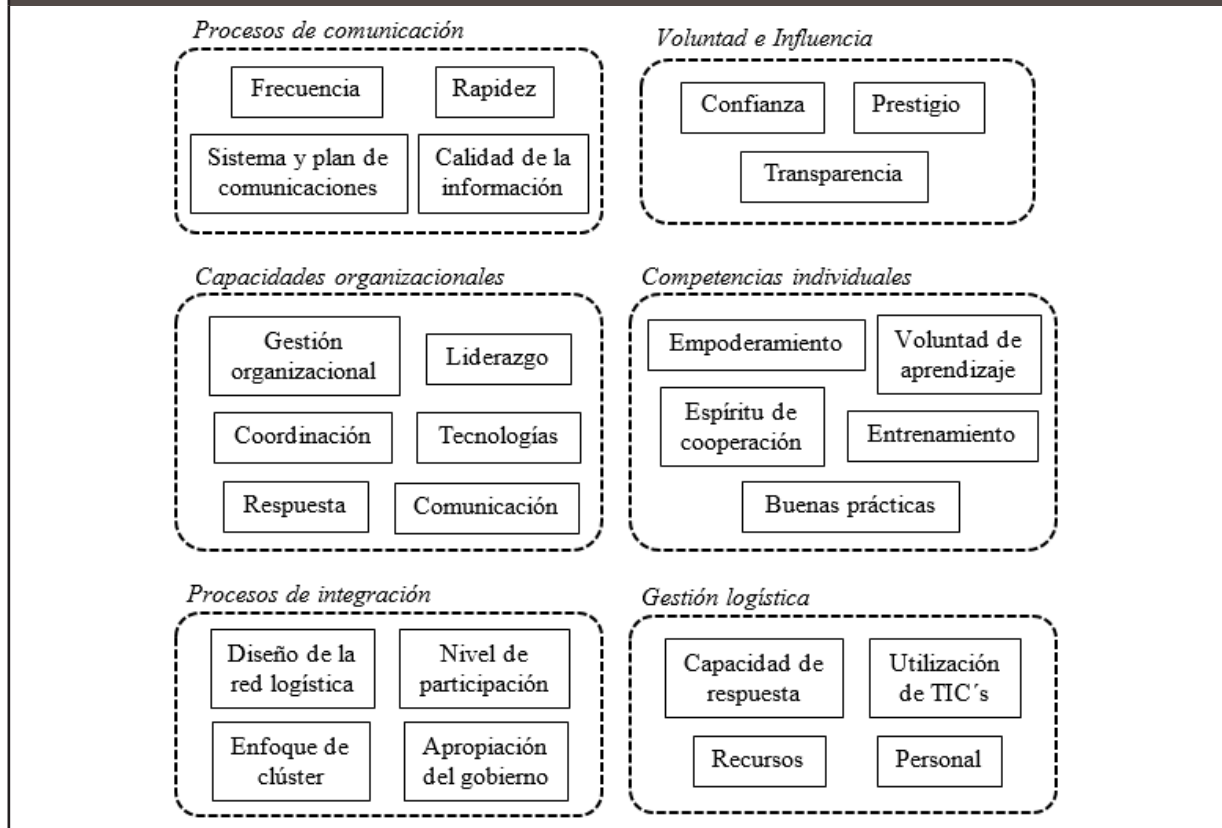 Procesos de comunicación
Frecuencia
Rapidez
Sistema y plan de
comunicaciones
Calidad de la
información
Voluntad e Influencia
Confianza
Prestigio
Transparencia
Capacidades organizacionales
Gestión
organizacional
Liderazgo
Coordinación
Tecnologías
Respuesta
Comunicación
Competencias individuales
Empoderamiento
Voluntad de
aprendizaje
Espíritu de
cooperación
Entrenamiento
Buenas prácticas
Procesos de integración
Diseño de la
red logística
Nivel de
participación
Enfoque de
clúster
Apropiación
del gobierno
Gestión logística
Capacidad de
respuesta
Utilización
de TIC´s
Recursos
Personal